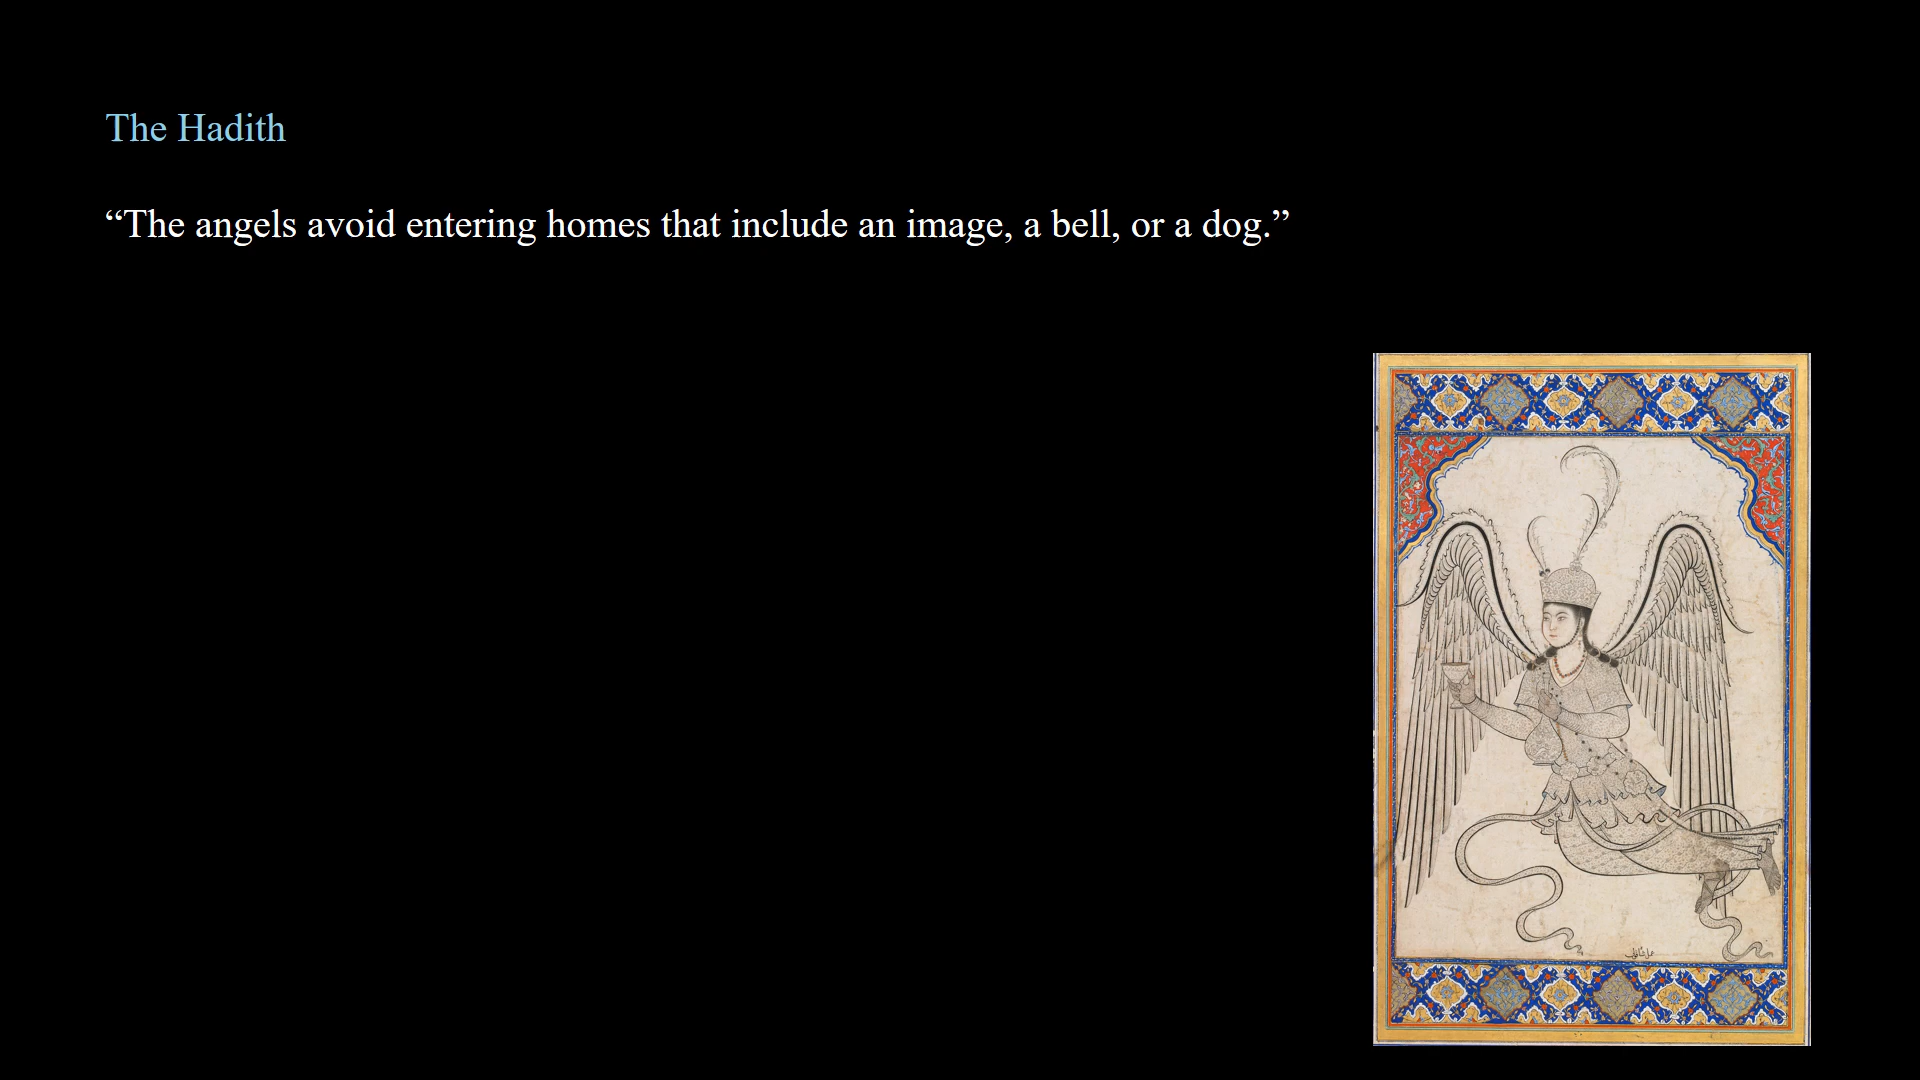 The Hadith
“The angels avoid entering homes that include an image, a bell, or a dog.”